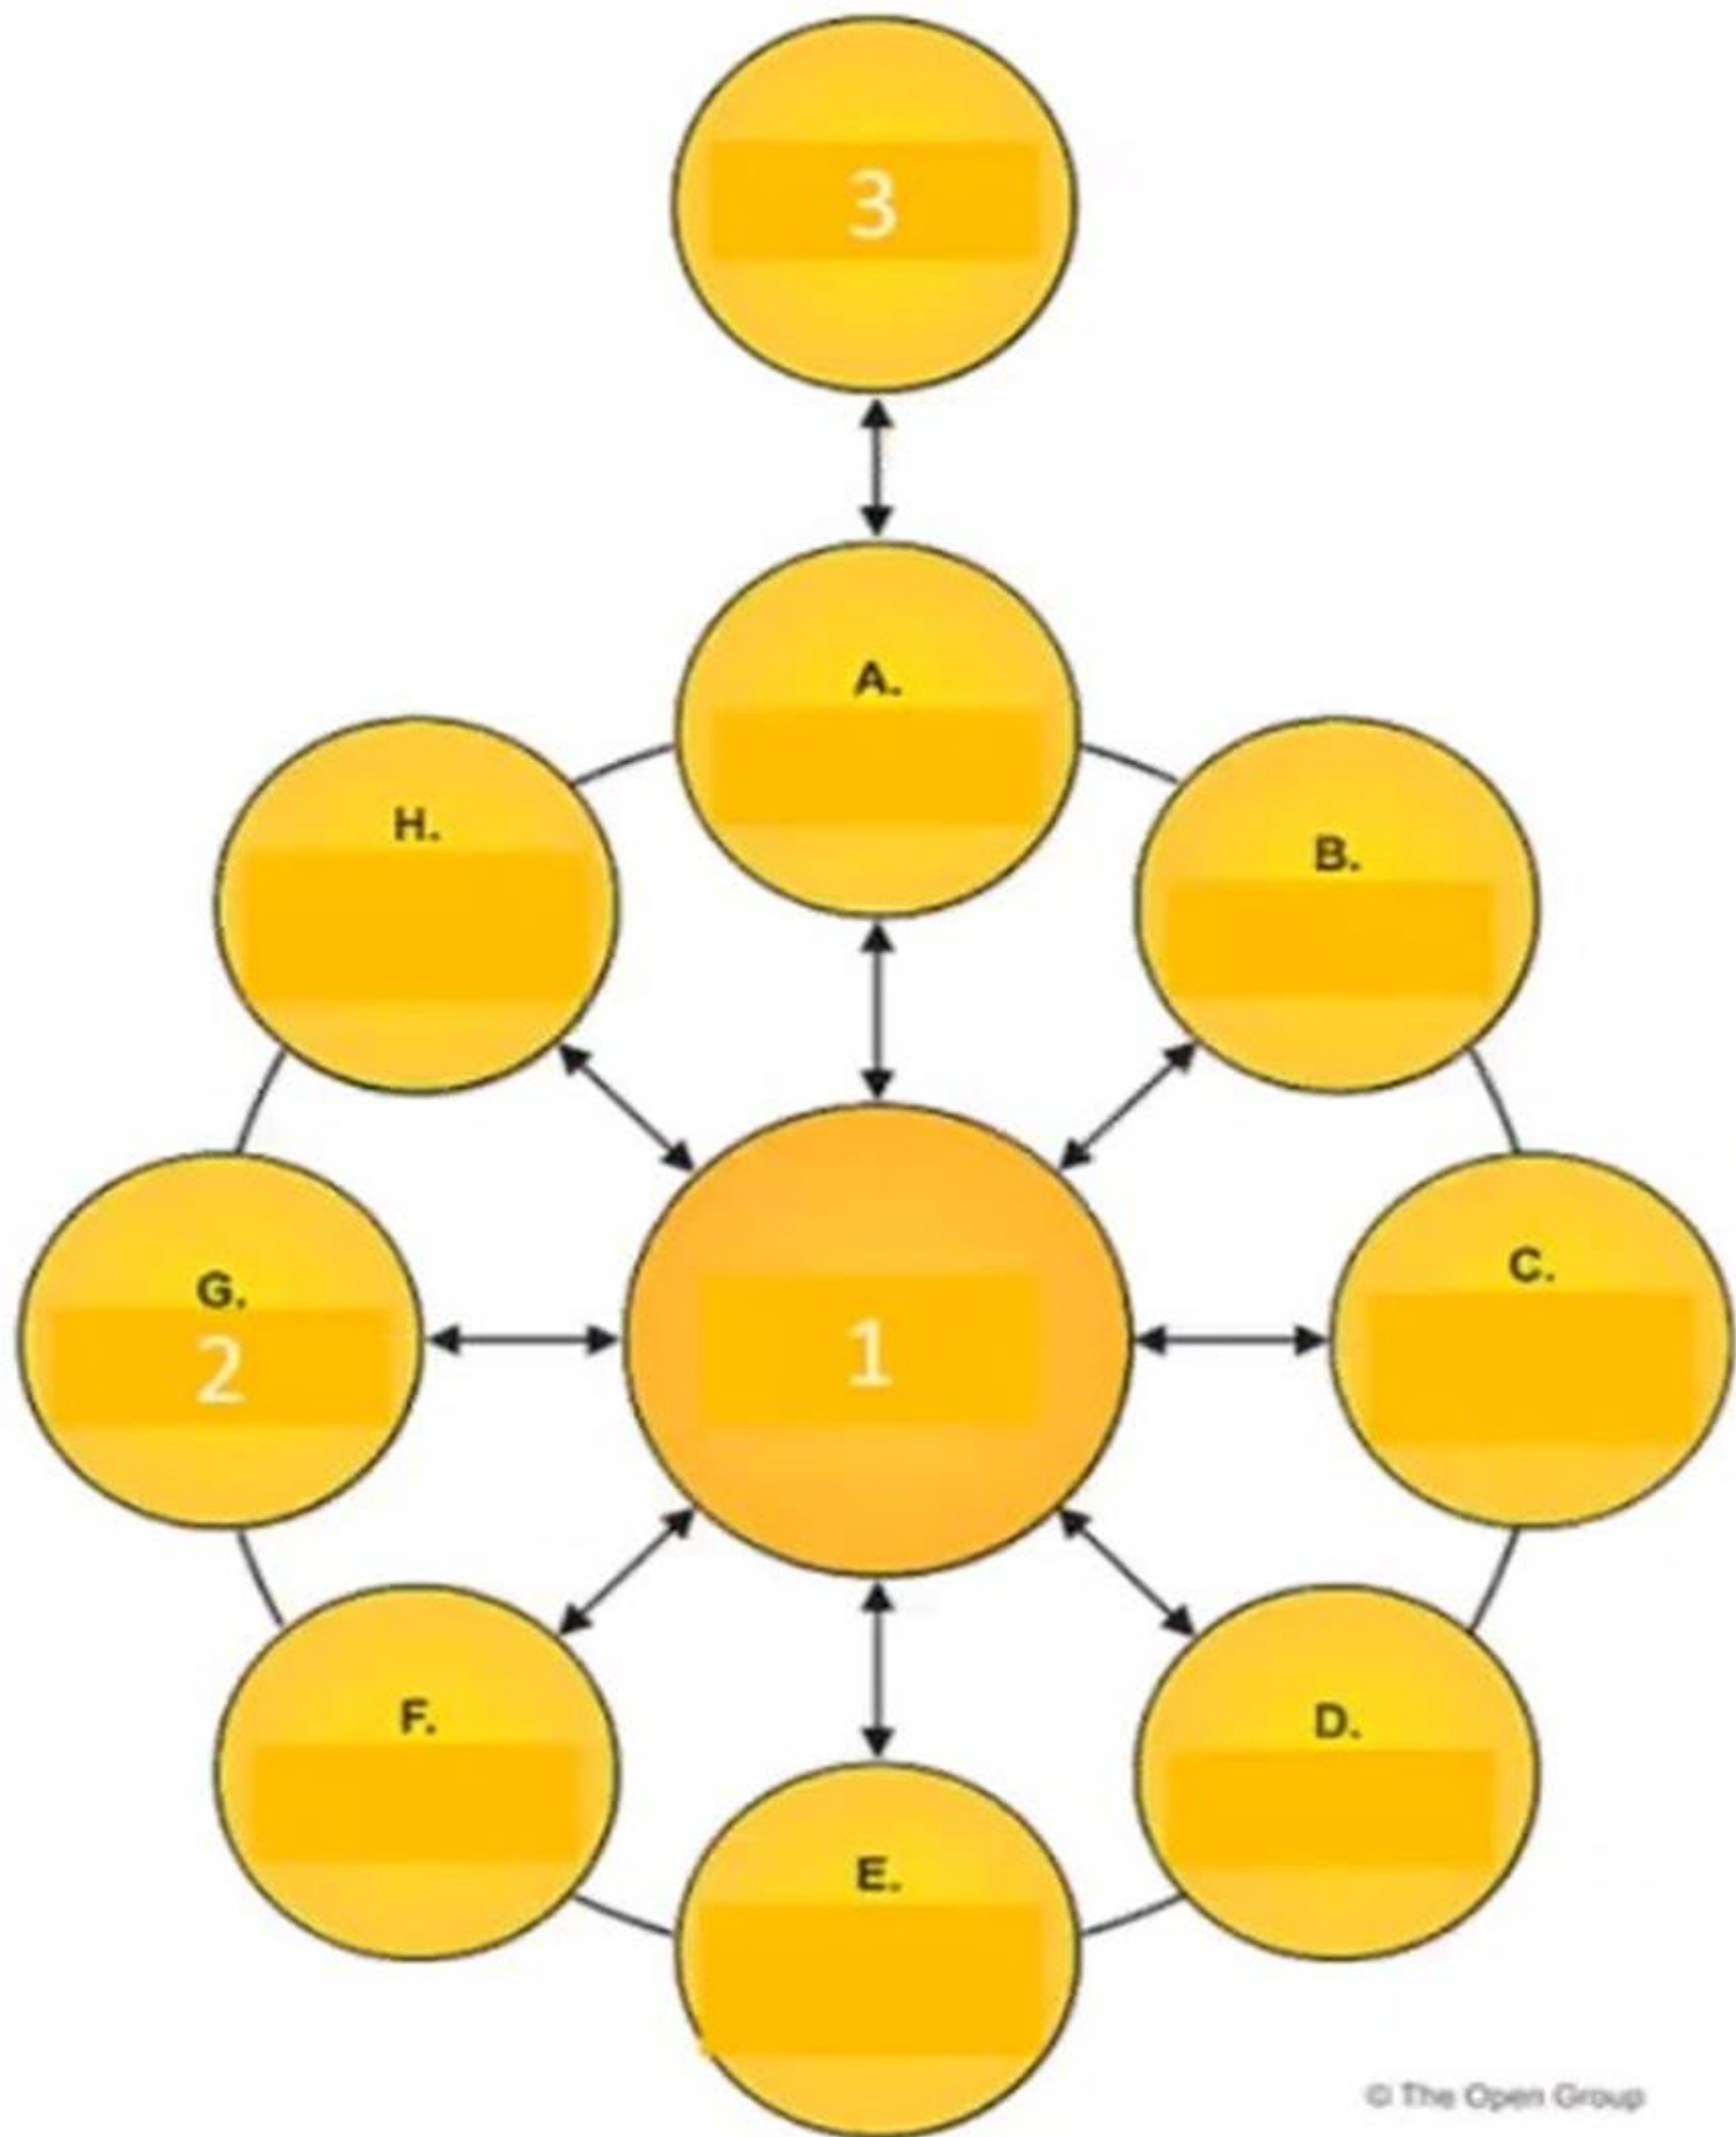 3
A.
H.
B.
G.
2
1
C.
F.
D.
E.
© The Open Group